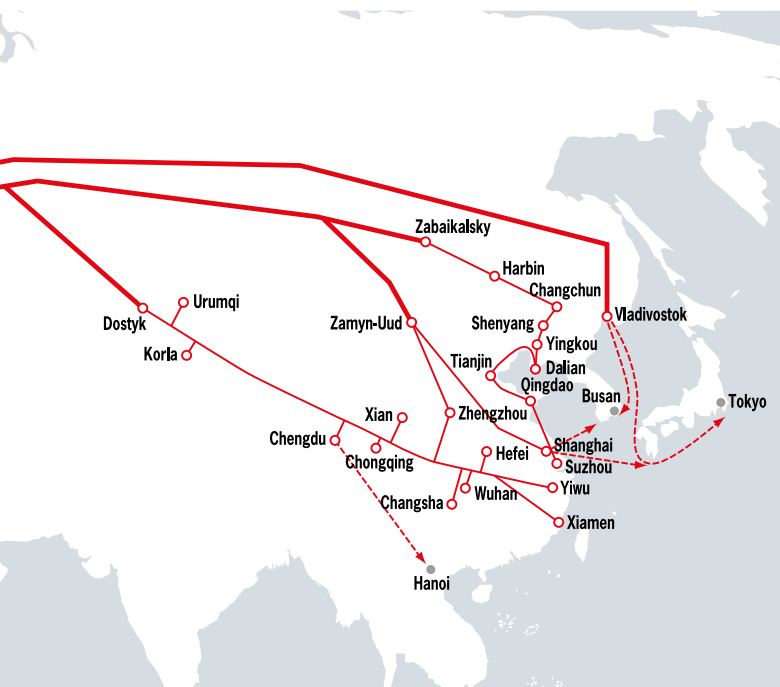 Zabaikalsky
Harbin
Changchun
Urumqi
Dostyk
Zamyn-Uud
Shenyang
Vladivostok
Korla
Yingkou
Tianjin
Dalian
Qingdao
Busan
Tokyo
Xian
Zhengzhou
Chengdu
Chongqing
Shanghai
Hefei
Suzhou
Changsha
Wuhan
Yiwu
Xiamen
Hanoi